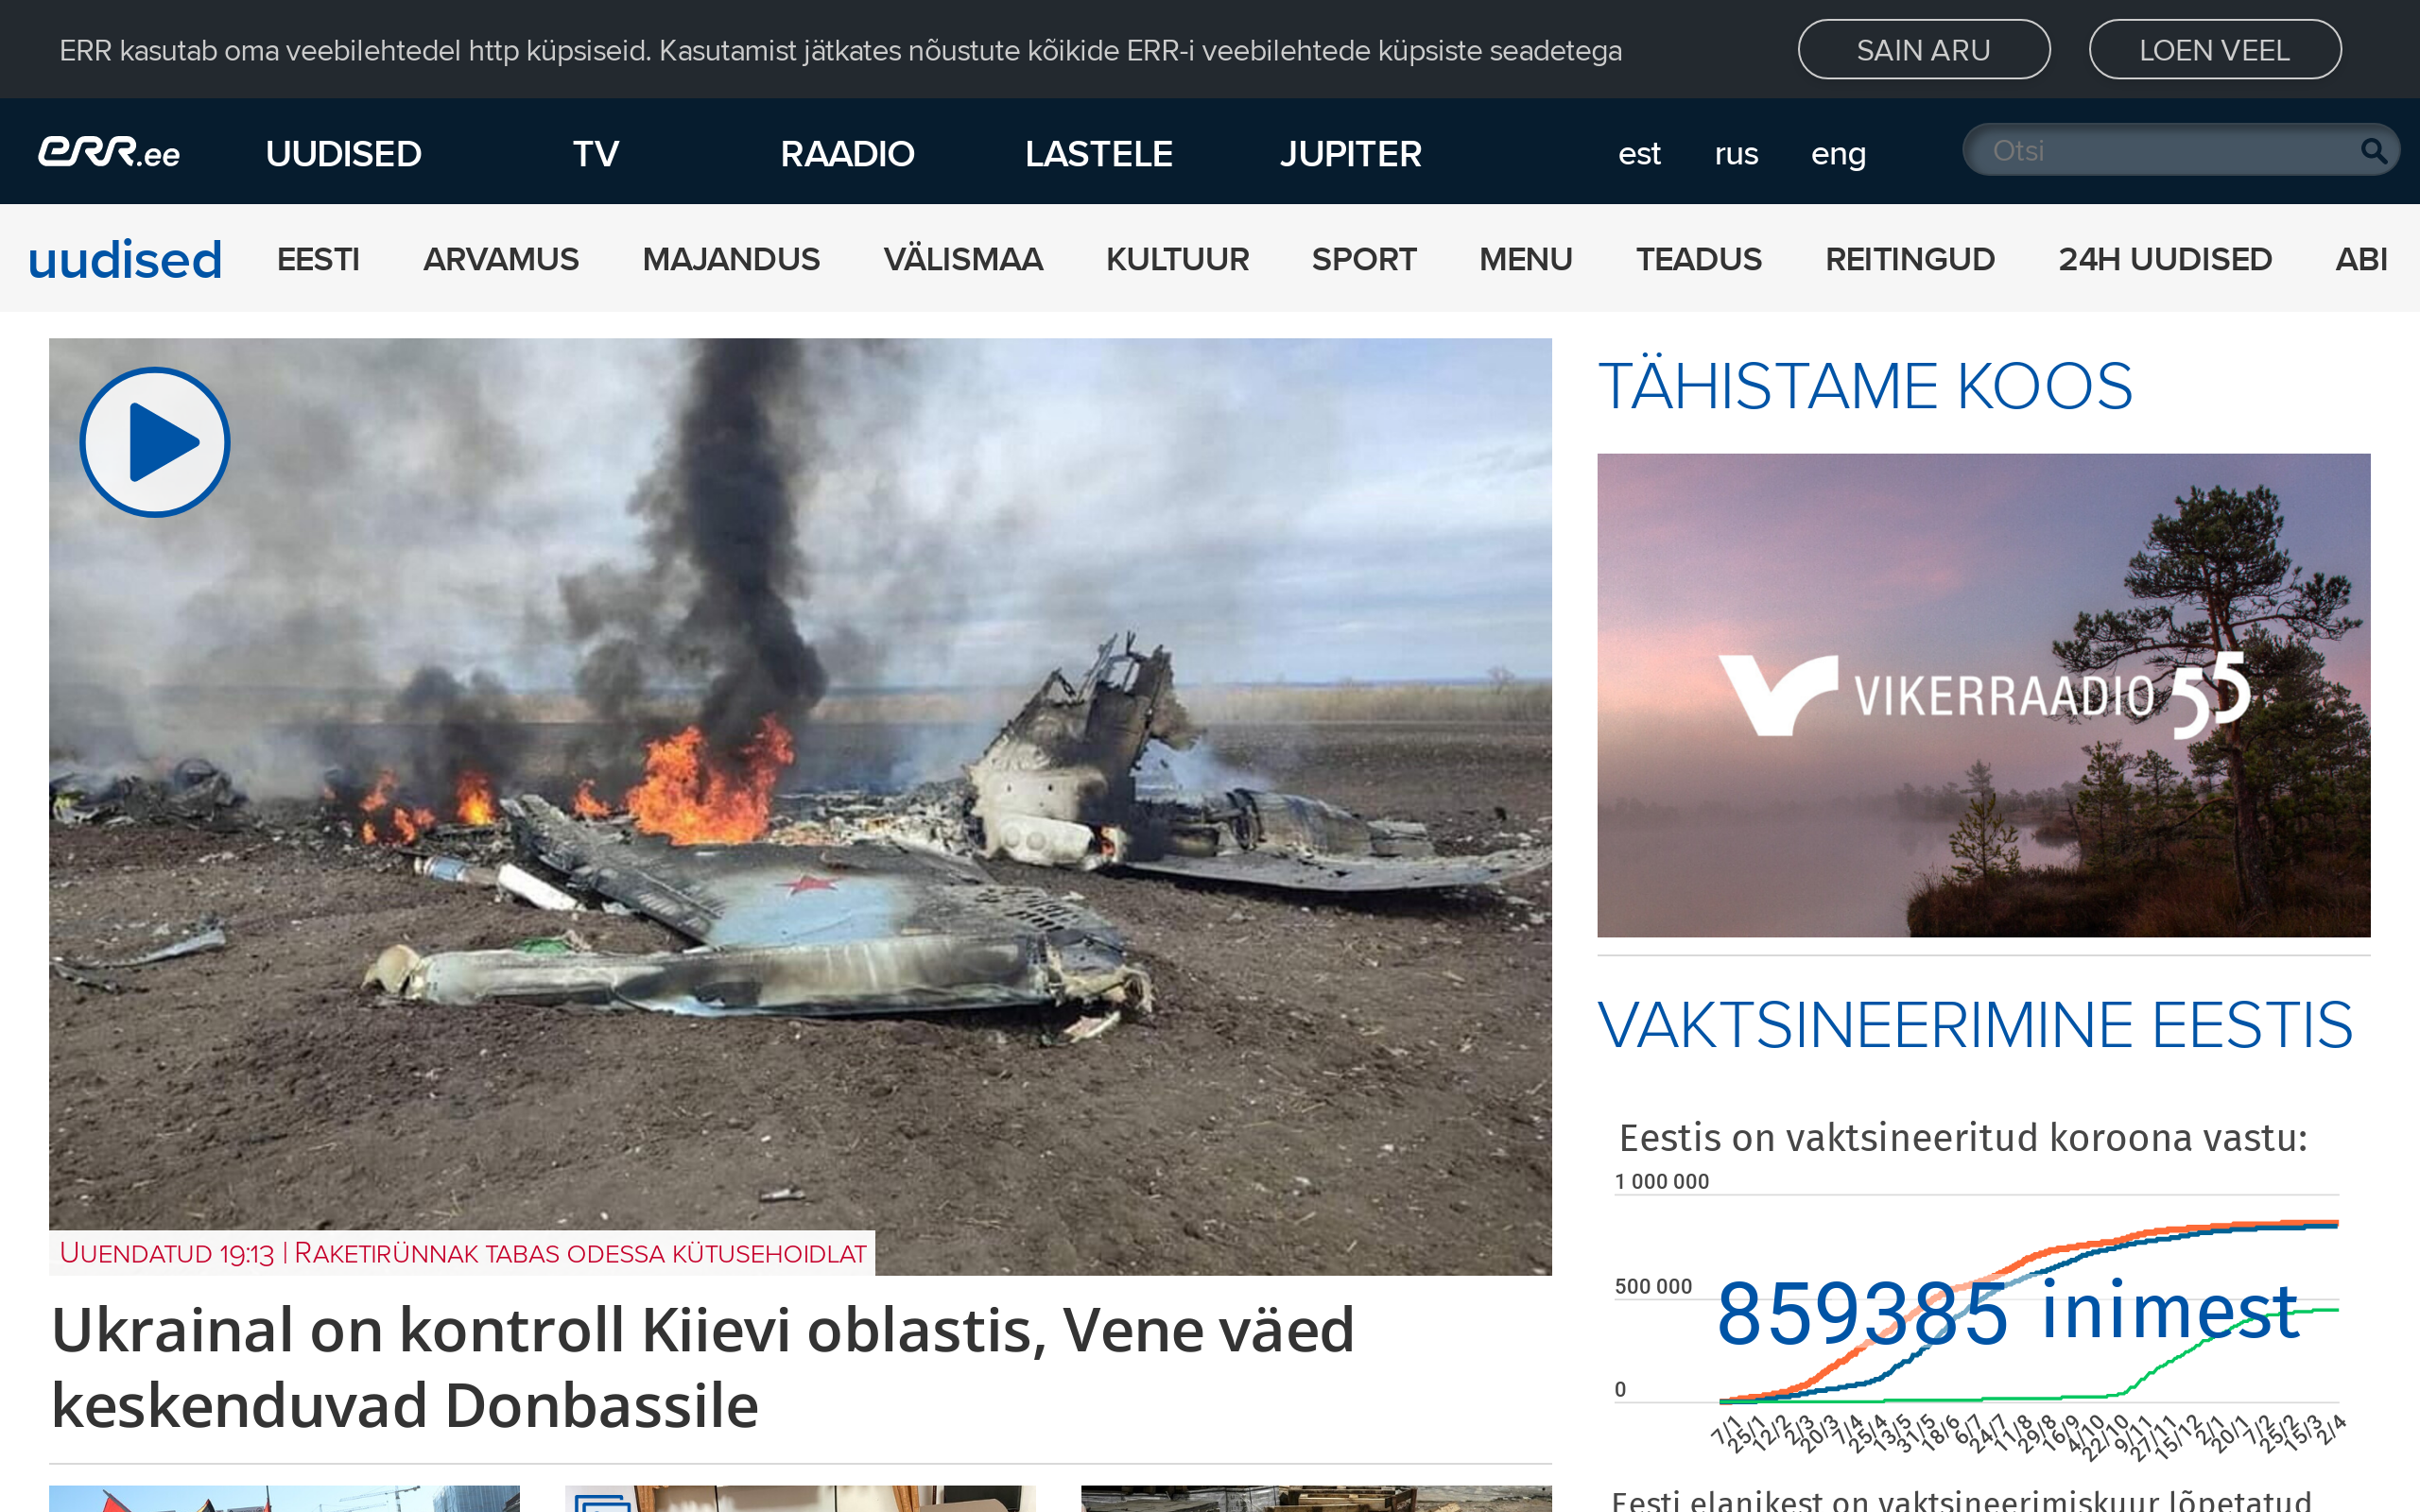 ERR kasutab oma veebilehtedel http küpsiseid. Kasutamist jätkates nõustute kõikide ERR-i veebilehtede küpsiste seadetega
SAIN ARU
LOEN VEEL
err.ee
UUDISED
TV
RAADIO
LASTELE
JUPITER
est
rus
eng
Otsi
uudised
EESTI
ARVAMUS
MAJANDUS
VÄLISMAA
KULTUUR
SPORT
MENU
TEADUS
REITINGUD
24H UUDISED
ABI
Uuendatud 19:13 | Raketirünnak tabas odessa kütusehoidlat
Ukrainal on kontroll Kiievi oblastis, Vene väed
keskenduvad Donbassile
TÄHISTAME KOOS
VIKERRAADIO 55
VAKTSINEERIMINE EESTIS
Eestis on vaktsineeritud koroona vastu:
1 000 000
500 000
0
859385 inimest
7/1
25/1
12/2
2/3
20/3
7/4
25/4
13/5
31/5
18/6
6/7
24/7
11/8
29/8
16/9
4/10
22/10
9/11
27/11
15/12
2/1
20/1
7/2
25/2
15/3
2/4
Eesti elanikest on vaktsineerimiskuur lõpetatud